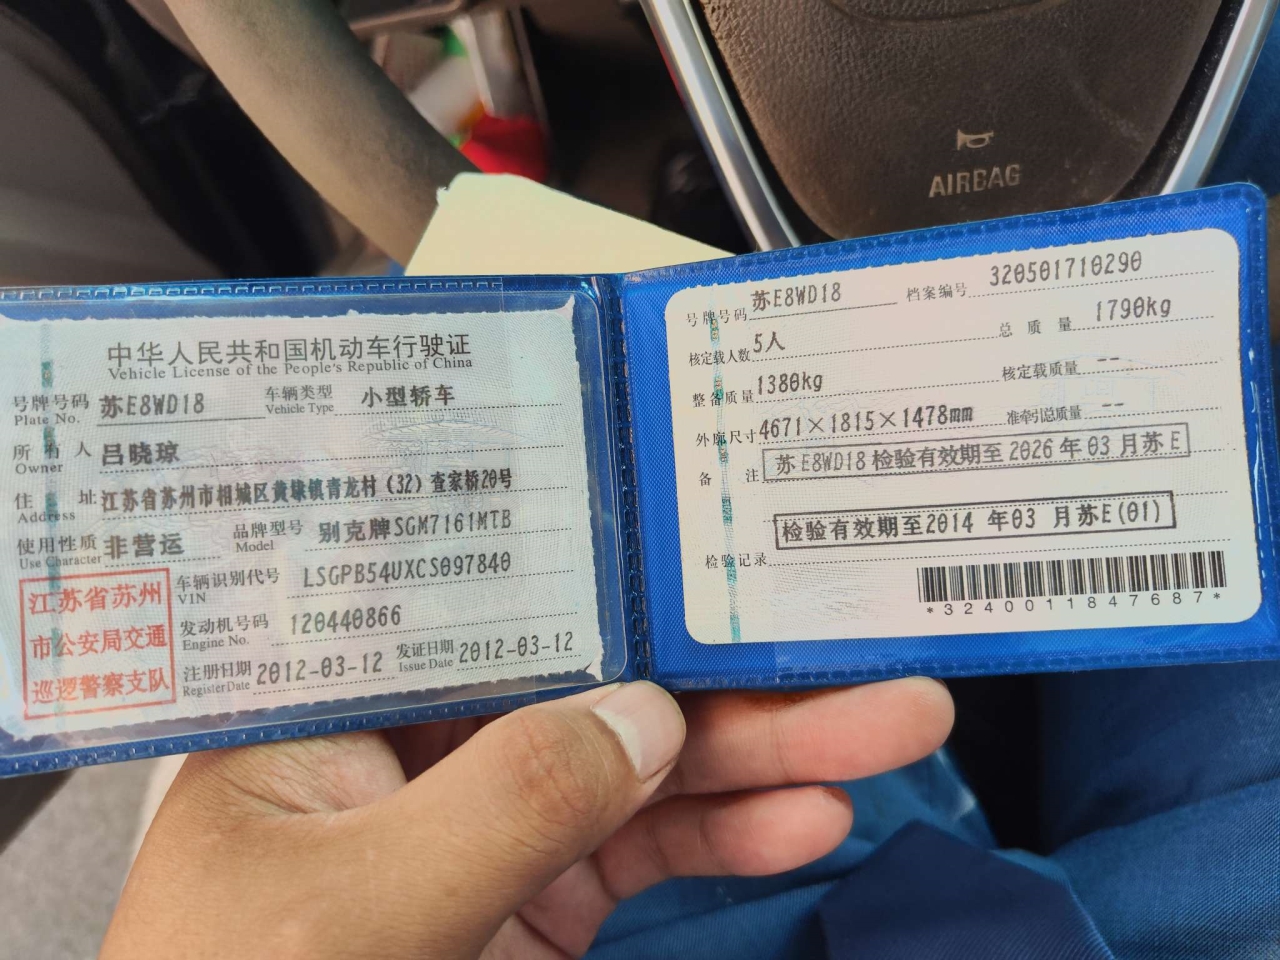 AIRBAG
中华人民共和国机动车行驶证
Vehicle License of the People's Republic of China
号牌号码 苏E8WD18 车辆类型 小型轿车
Plate No. Vehicle Type
所有人 吕晓琼
Owner
住址 江苏省苏州市相城区黄埭镇青龙村（32）查家桥20号
Address
使用性质 非营运 品牌型号 别克牌SGM7161MTB
Use Character Model
江苏省苏州
市公安局交通
巡逻警察支队
车辆识别代号 LSGPB54UXCS097840
VIN
发动机号码 120440866
Engine No.
注册日期 2012-03-12 发证日期 2012-03-12
Register Date Issue Date
号牌号码 苏E8WD18 档案编号 320501710290
核定载人数 5人 总质量 1790kg
整备质量 1380kg 核定载质量 --
外廓尺寸 4671×1815×1478mm 准牵引总质量 --
备注 苏E8WD18检验有效期至2026年03月苏E
检验有效期至2014年03月苏E(01)
检验记录
*3240011847687*